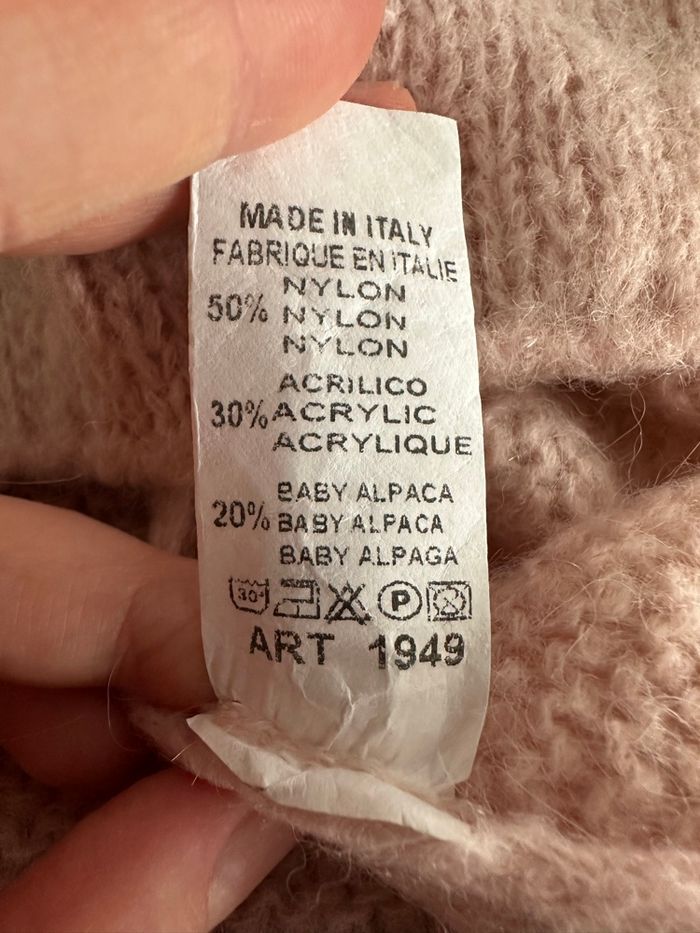 MADE IN ITALY
FABRIQUE EN ITALIE
NYLON
50% NYLON
NYLON
ACRILICO
30% ACRYLIC
ACRYLIQUE
BABY ALPACA
20% BABY ALPACA
BABY ALPAGA
30° P
ART 1949